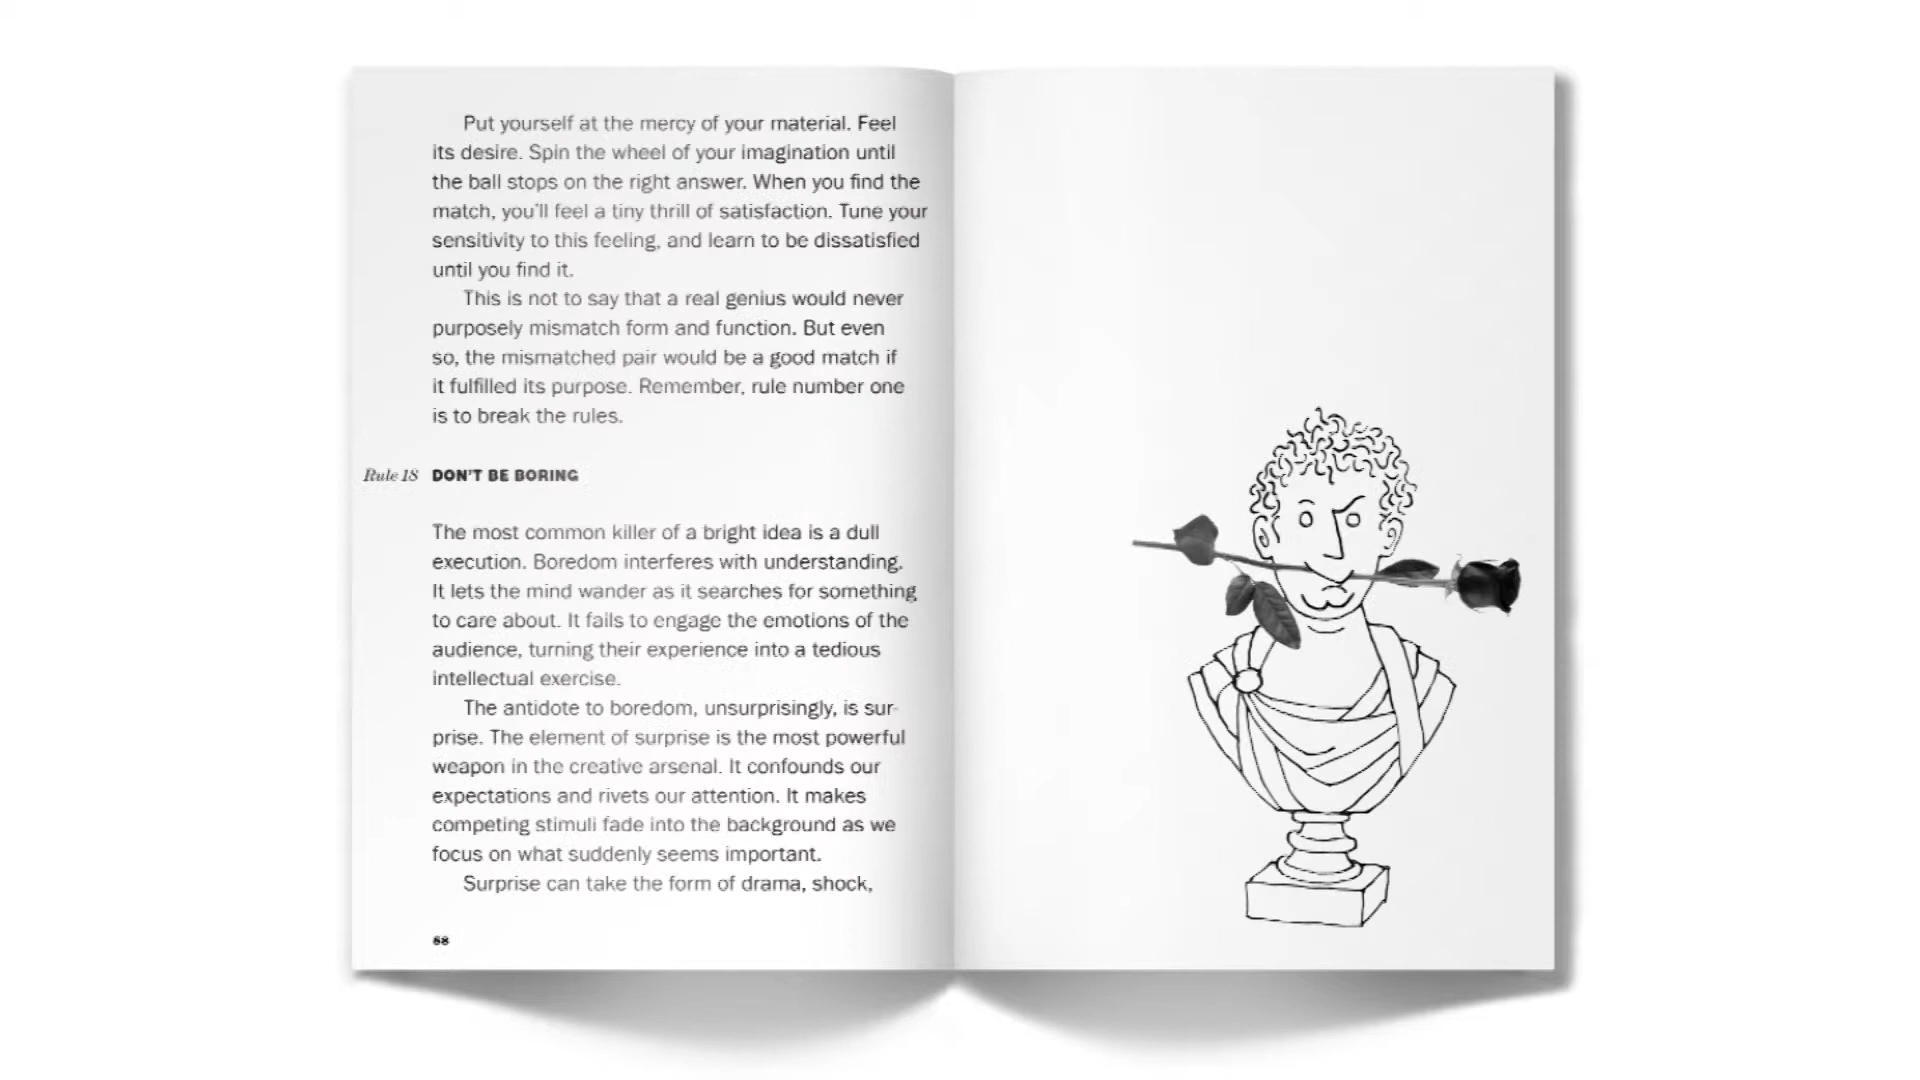 Put yourself at the mercy of your material. Feel
its desire. Spin the wheel of your imagination until
the ball stops on the right answer. When you find the
match, you'll feel a tiny thrill of satisfaction. Tune your
sensitivity to this feeling, and learn to be dissatisfied
until you find it.
This is not to say that a real genius would never
purposely mismatch form and function. But even
so, the mismatched pair would be a good match if
it fulfilled its purpose. Remember, rule number one
is to break the rules.
Rule 18 DON'T BE BORING
The most common killer of a bright idea is a dull
execution. Boredom interferes with understanding.
It lets the mind wander as it searches for something
to care about. It fails to engage the emotions of the
audience, turning their experience into a tedious
intellectual exercise.
The antidote to boredom, unsurprisingly, is sur-
prise. The element of surprise is the most powerful
weapon in the creative arsenal. It confounds our
expectations and rivets our attention. It makes
competing stimuli fade into the background as we
focus on what suddenly seems important.
Surprise can take the form of drama, shock,